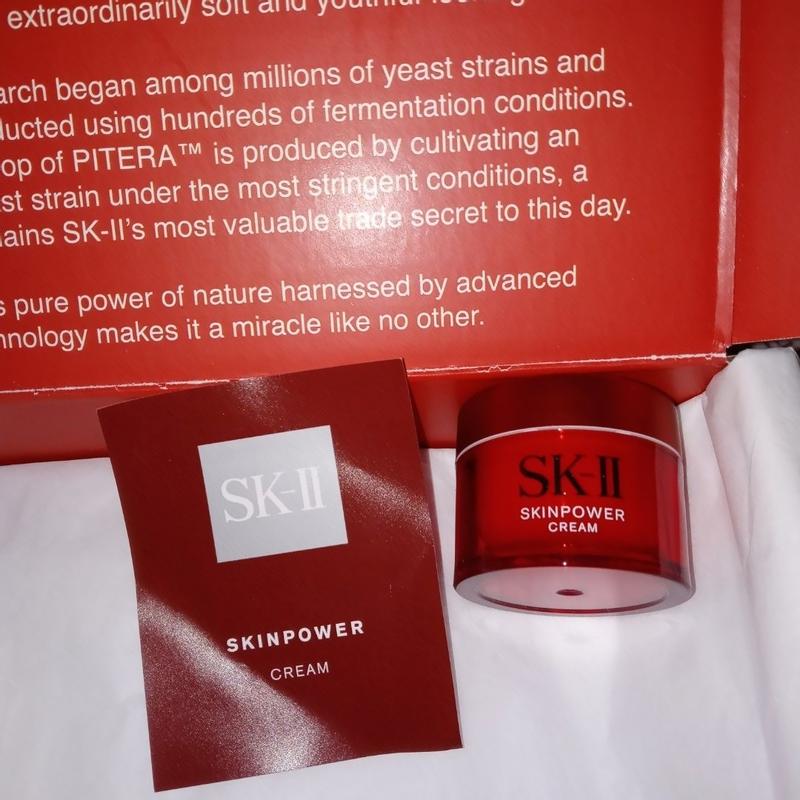 extraordinarily soft and youthful
arch began among millions of yeast strains and
ducted using hundreds of fermentation conditions.
op of PITERA™ is produced by cultivating an
st strain under the most stringent conditions, a
ains SK-II's most valuable trade secret to this day.
s pure power of nature harnessed by advanced
hnology makes it a miracle like no other.
SK-II
SKINPOWER
CREAM
SK-II
SKINPOWER
CREAM